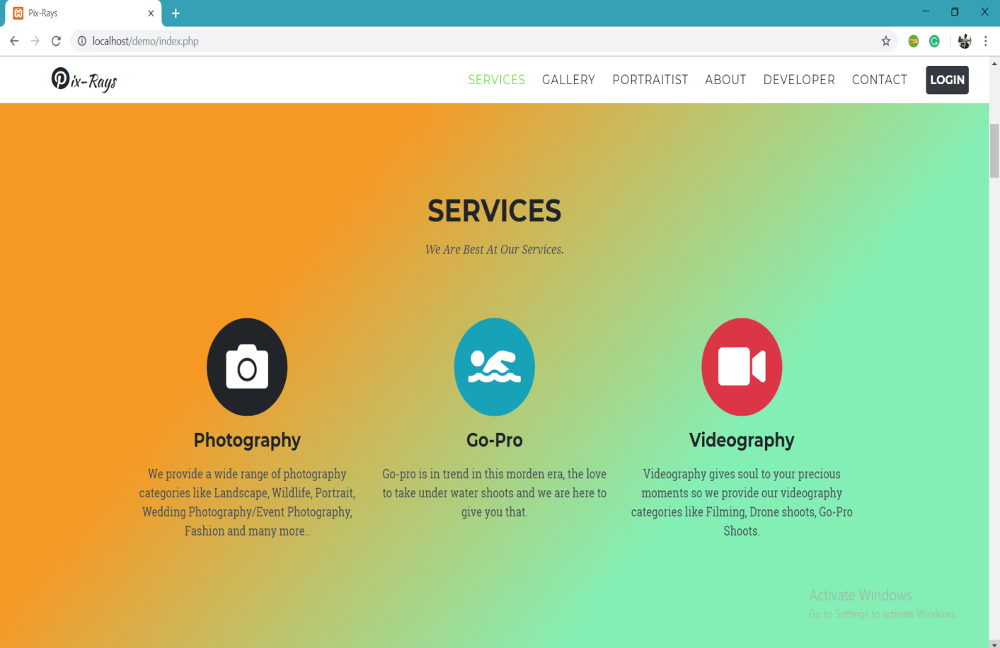 Pix-Rays
localhost/demo/index.php
Pix-Rays
SERVICES GALLERY PORTRAITIST ABOUT DEVELOPER CONTACT LOGIN
SERVICES
We Are Best At Our Services.
Photography
We provide a wide range of photography
categories like Landscape, Wildlife, Portrait,
Wedding Photography/Event Photography,
Fashion and many more..
Go-Pro
Go-pro is in trend in this morden era, the love
to take under water shoots and we are here to
give you that.
Videography
Videography gives soul to your precious
moments so we provide our videography
categories like Filming, Drone shoots, Go-Pro
Shoots.
Activate Windows
Go to Settings to activate Windows.